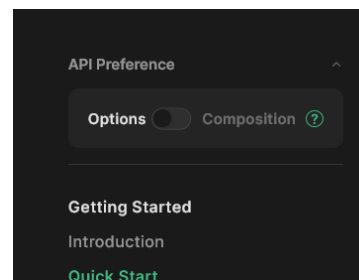 API Preference
Options Composition ?
Getting Started
Introduction
Quick Start